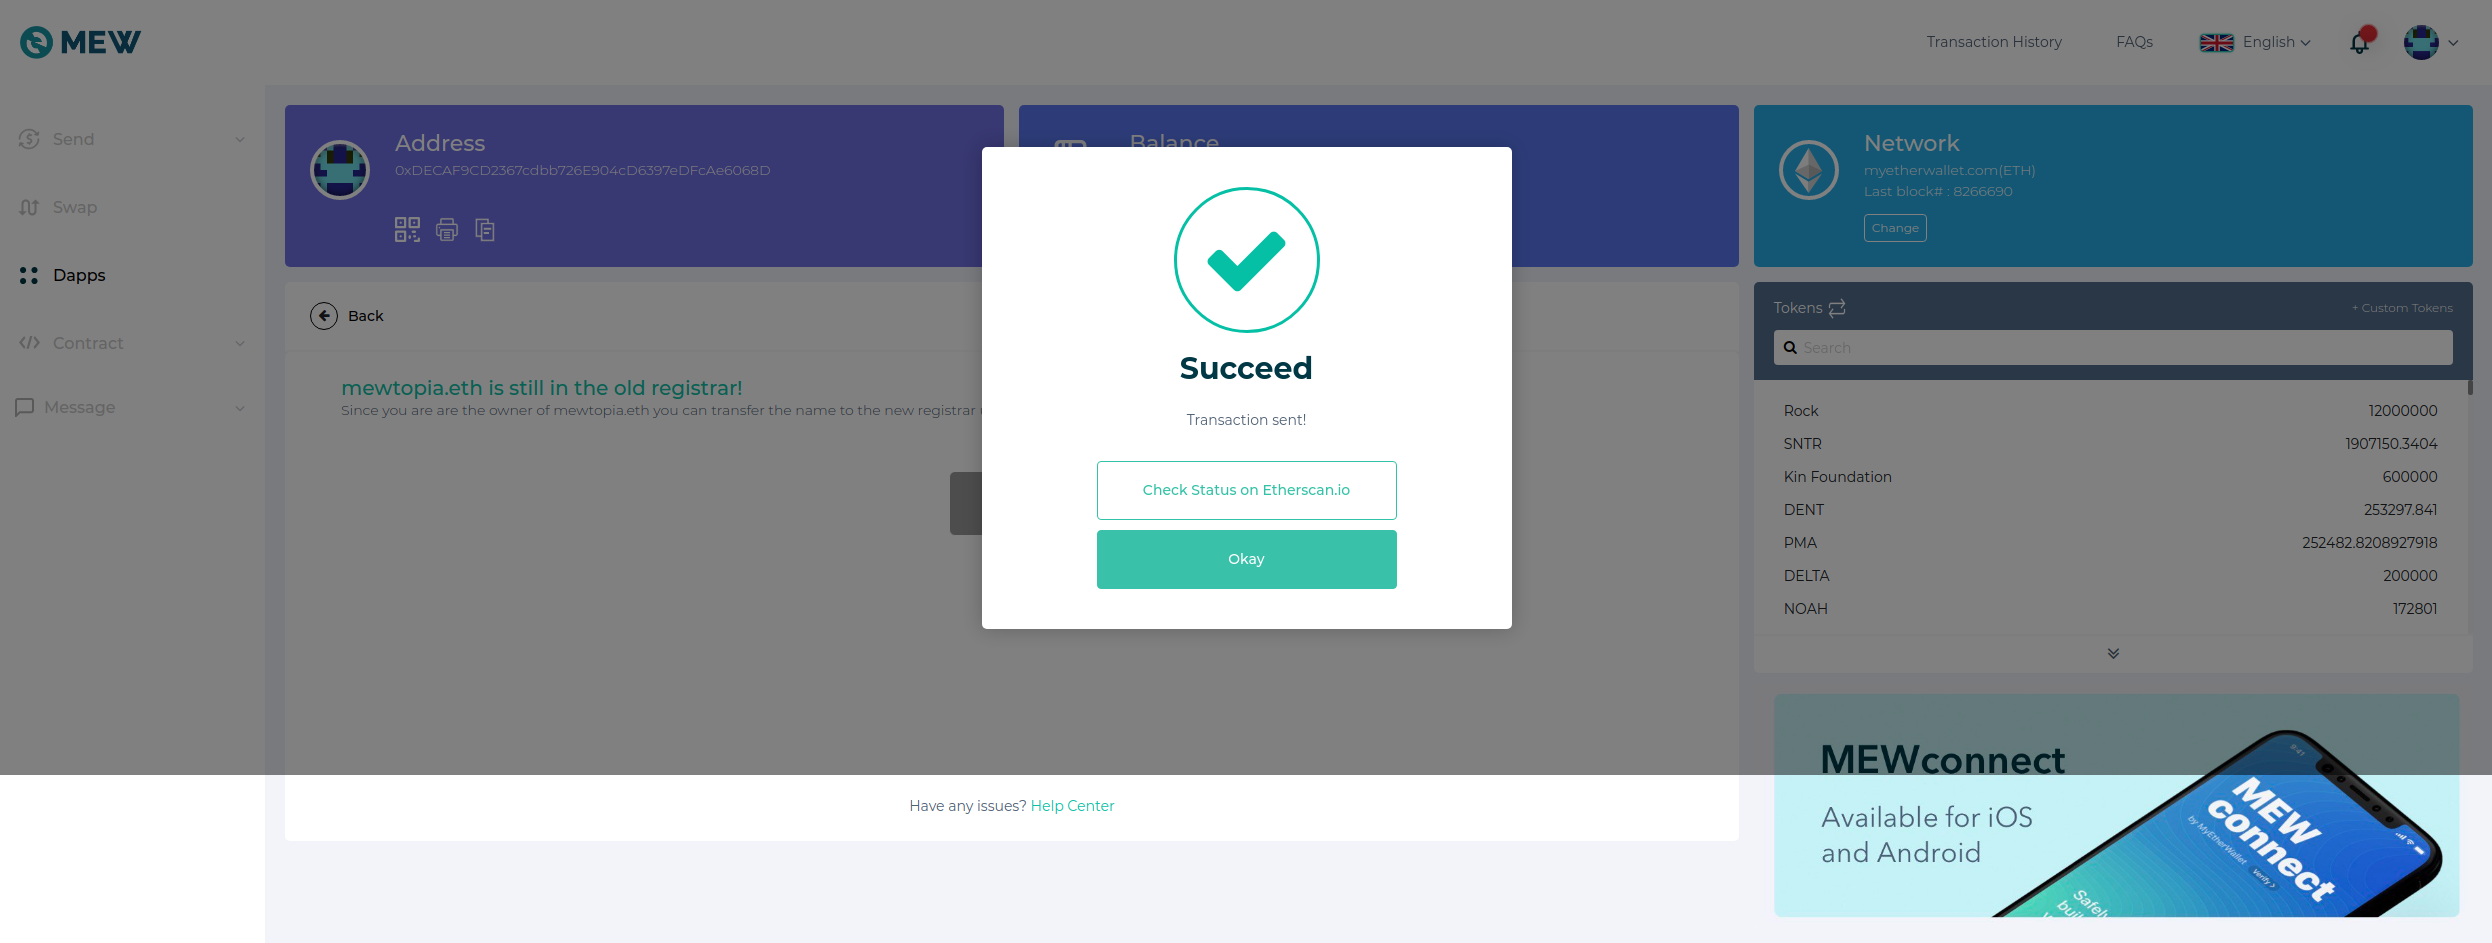 MEW
Transaction History
FAQs
English
Send
Swap
Dapps
Contract
Message
Address
0xDECAF9CD2367cdbb726E904cD6397eDFcAe6068D
Balance
Network
myetherwallet.com(ETH)
Last block# : 8266690
Change
Back
mewtopia.eth is still in the old registrar!
Since you are are the owner of mewtopia.eth you can transfer the name to the new registrar
Succeed
Transaction sent!
Check Status on Etherscan.io
Okay
Tokens
+ Custom Tokens
Search
Rock 12000000
SNTR 1907150.3404
Kin Foundation 600000
DENT 253297.841
PMA 252482.8208927918
DELTA 200000
NOAH 172801
Have any issues? Help Center
MEWconnect
Available for iOS
and Android
9:41
MEW
connect
by MyEtherWallet
Verify >
Safely